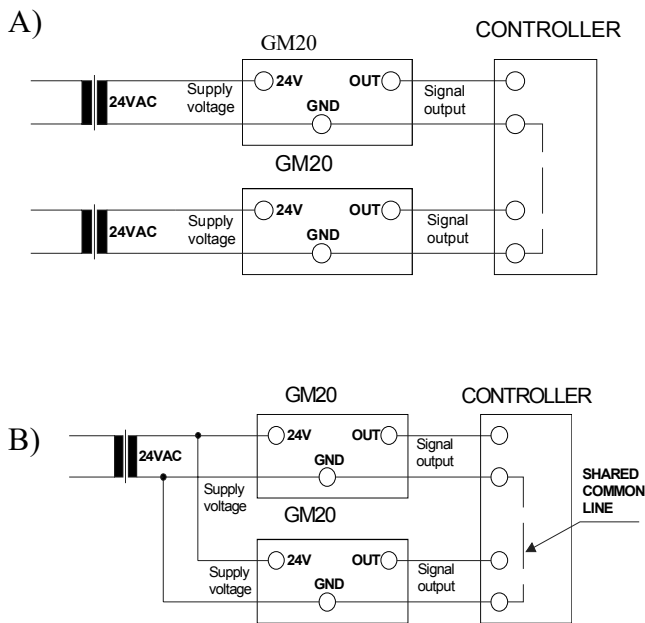 A)
GM20
CONTROLLER
24VAC
Supply
voltage
24V
OUT
GND
Signal
output
GM20
24VAC
Supply
voltage
24V
OUT
GND
Signal
output
B)
GM20
CONTROLLER
24VAC
Supply
voltage
24V
OUT
GND
Signal
output
SHARED
COMMON
LINE
GM20
Supply
voltage
24V
OUT
GND
Signal
output